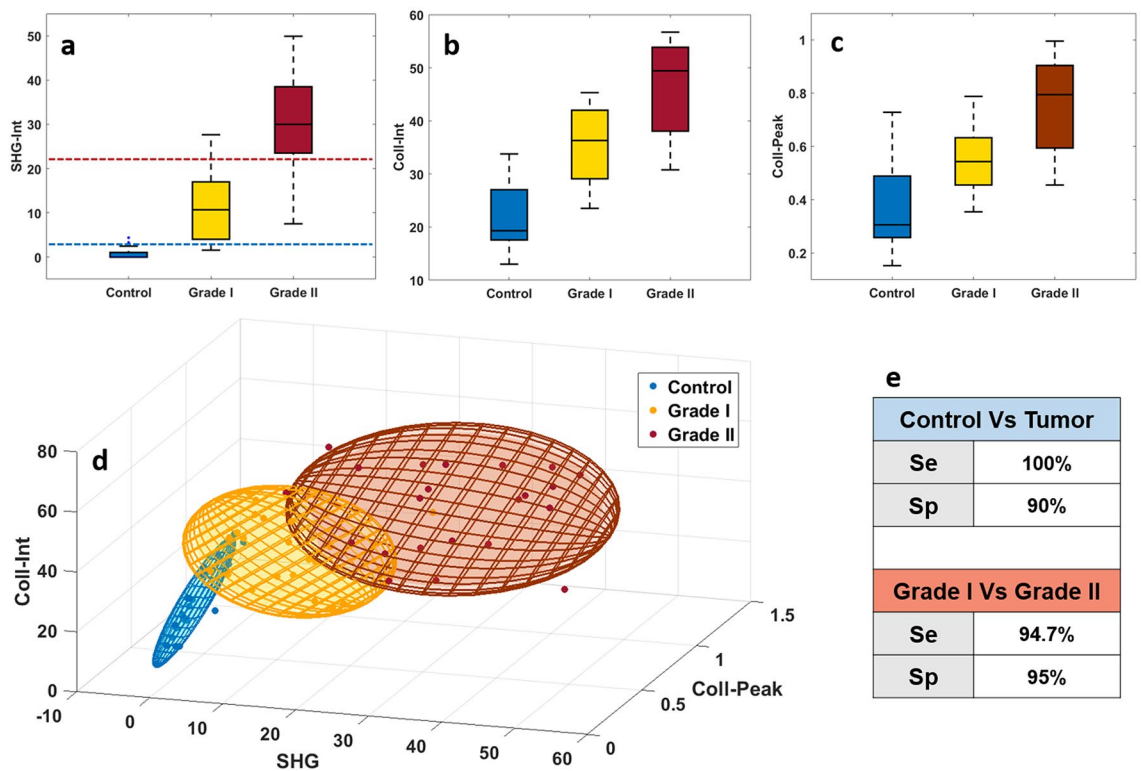 a
50
40
30
20
10
0
SHG-Int
Control Grade I Grade II
b
60
50
40
30
20
10
Coll-Int
Control Grade I Grade II
c
1
0.8
0.6
0.4
0.2
Coll-Peak
Control Grade I Grade II
d
Control
Grade I
Grade II
80
60
40
20
0
Coll-Int
-10 0 10 20 30 40 50 60
SHG
0 0.5 1 1.5
Coll-Peak
e
Control Vs Tumor
Se 100%
Sp 90%
Grade I Vs Grade II
Se 94.7%
Sp 95%